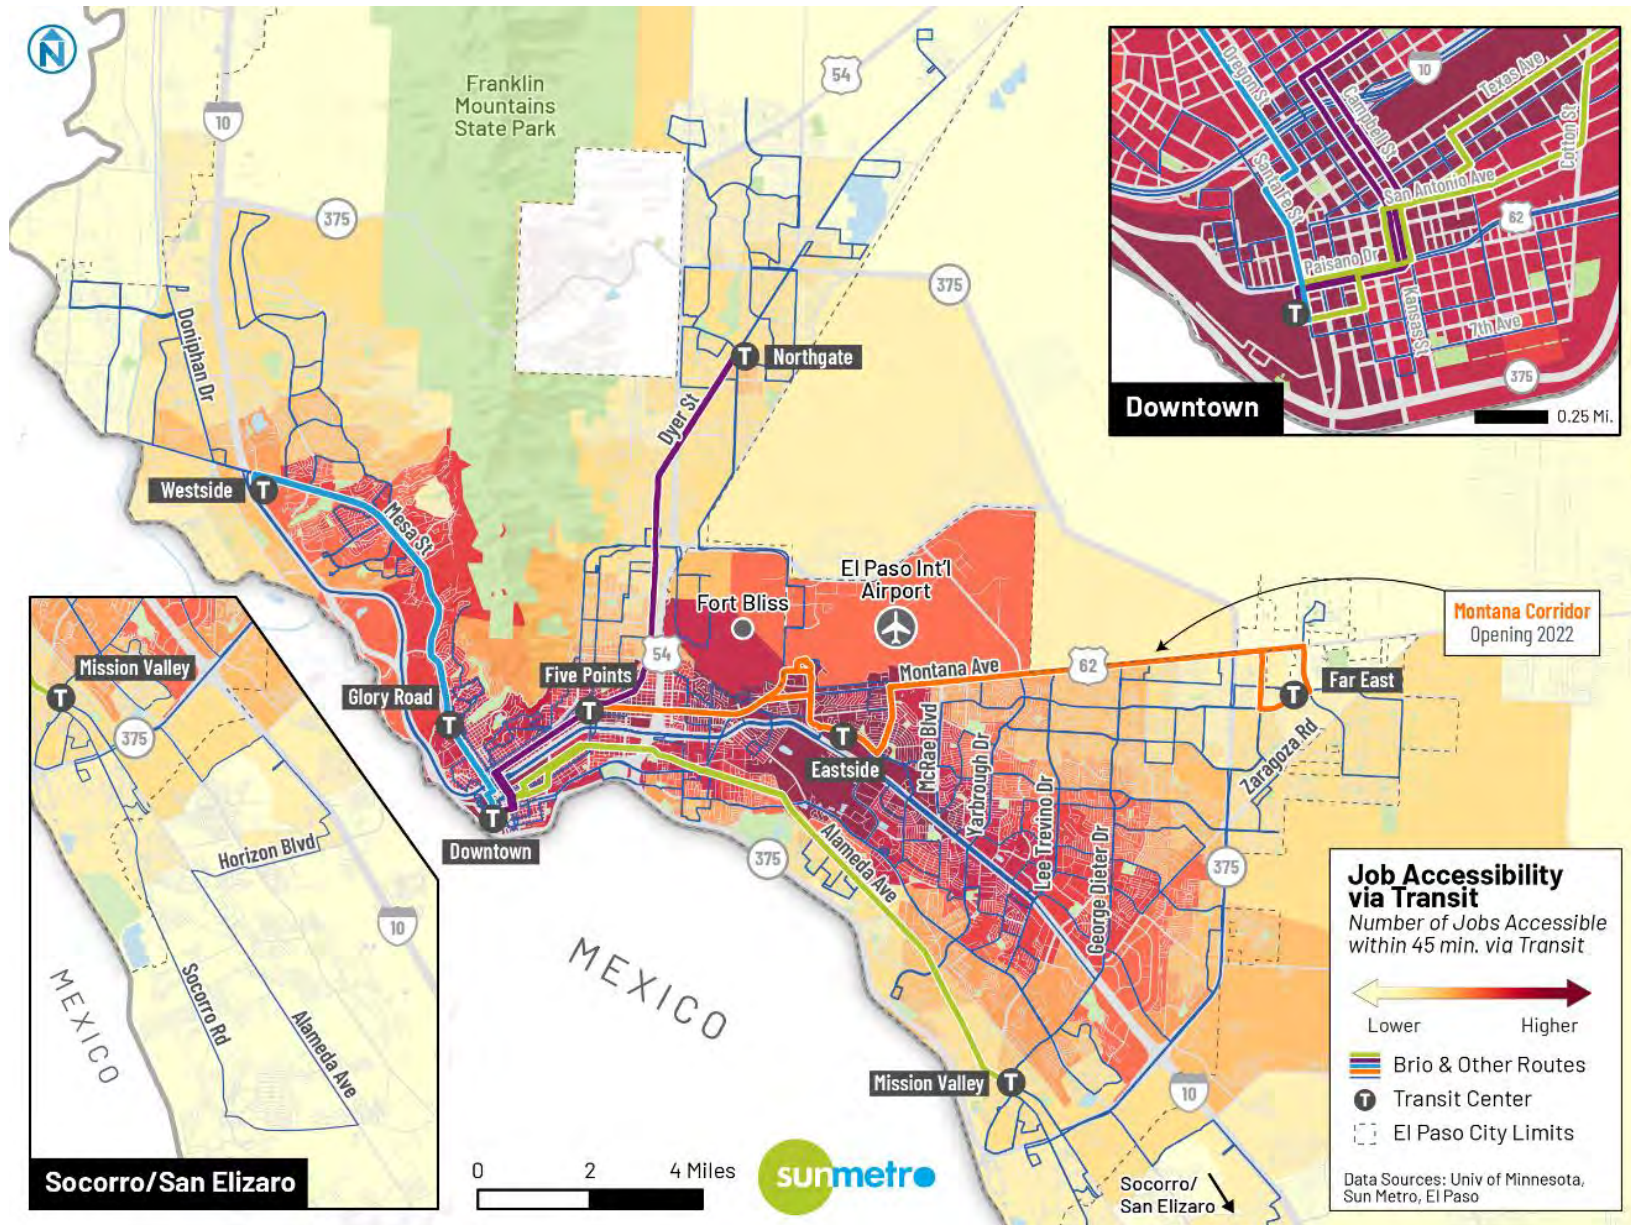 N
Franklin
Mountains
State Park
54
10
375
375
Doniphan Dr
Northgate
Dyer St
Westside
Mesa St
El Paso Int'l
Airport
Fort Bliss
54
Five Points
Glory Road
Montana Ave
62
Montana Corridor
Opening 2022
Far East
Zaragoza Rd
Eastside
McRae Blvd
Yarbrough Dr
Lee Trevino Dr
George Dieter Dr
Downtown
375
375
Alameda Ave
MEXICO
Mission Valley
10
Socorro/
San Elizaro
0 2 4 Miles
sunmetro
Oregon St
10
Texas Ave
Campbel St
Cotton St
Santa Fe St
San Antonio Ave
62
Paisano Dr
Kansas St
7th Ave
375
Downtown
0.25 Mi.
Mission Valley
375
Horizon Blvd
10
Socorro Rd
Alameda Ave
MEXICO
Socorro/San Elizaro
Job Accessibility
via Transit
Number of Jobs Accessible
within 45 min. via Transit
Lower Higher
Brio & Other Routes
T Transit Center
El Paso City Limits
Data Sources: Univ of Minnesota,
Sun Metro, El Paso